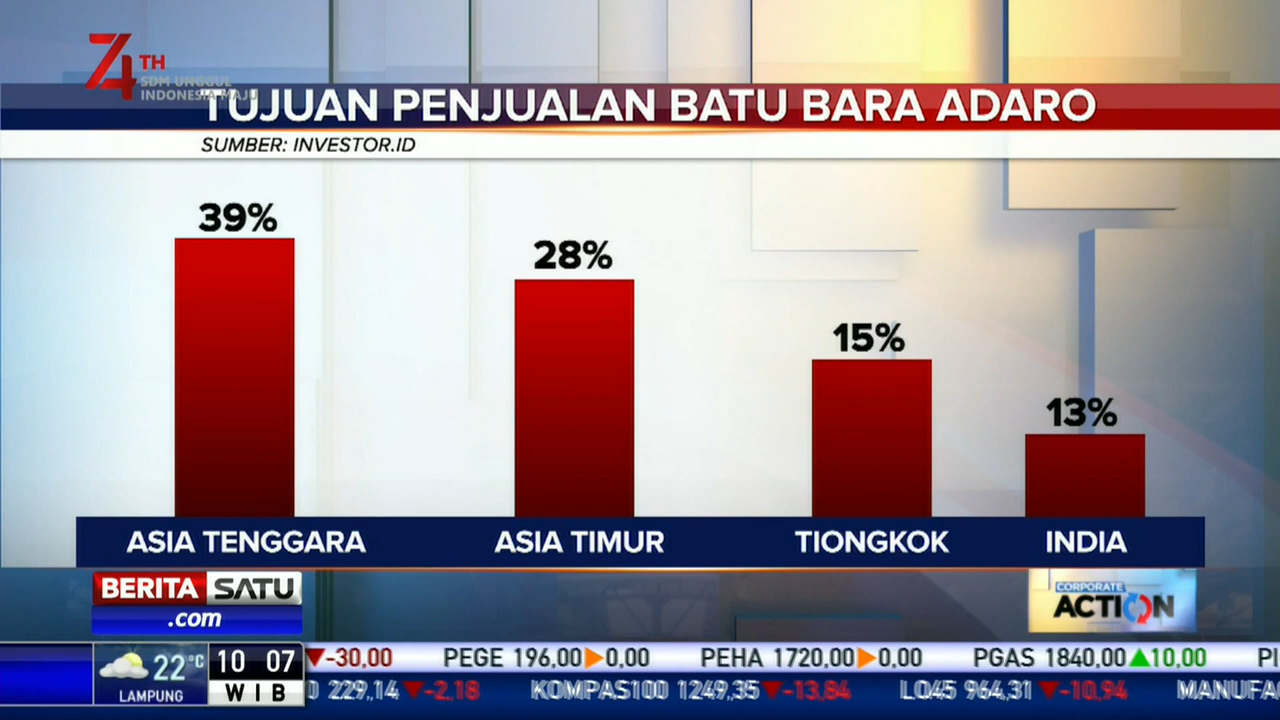 74TH
SDM UNGGUL
INDONESIA MAJU
TUJUAN PENJUALAN BATU BARA ADARO
SUMBER: INVESTOR.ID
39%
28%
15%
13%
ASIA TENGGARA
ASIA TIMUR
TIONGKOK
INDIA
BERITA SATU
.com
CORPORATE
ACTION
22°C
LAMPUNG
10 07
WIB
▼-30,00 PEGE 196,00▶0,00 PEHA 1720,00▶0,00 PGAS 1840,00▲10,00 PI
229,14▼-2,18 KOMPAS100 1249,35▼-13,84 LQ45 964,31▼-10,94 MANUFA